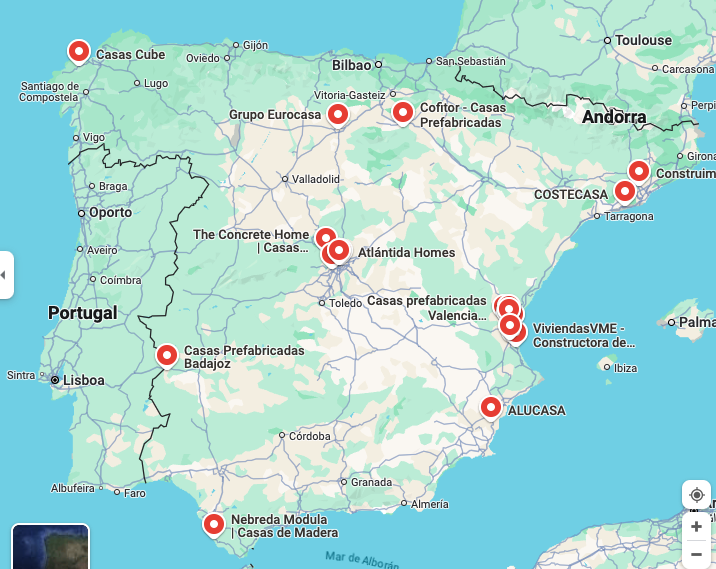 Toulouse
Gijón
Casas Cube
Oviedo
Bilbao
San Sebastián
Carcasona
Santiago de
Compostela
Lugo
Vitoria-Gasteiz
Cofitor - Casas
Prefabricadas
Grupo Eurocasa
Andorra
Vigo
Girona
Construim
Valladolid
Braga
COSTECASA
Oporto
Tarragona
The Concrete Home
| Casas...
Aveiro
Atlántida Homes
Coímbra
Toledo
Casas prefabricadas
Valencia...
Portugal
Palma
ViviendasVME -
Constructora de...
Casas Prefabricadas
Badajoz
Ibiza
Sintra
Lisboa
ALUCASA
Córdoba
Granada
Albufeira
Faro
Almería
Nebreda Modula
| Casas de Madera
Mar de Alborán